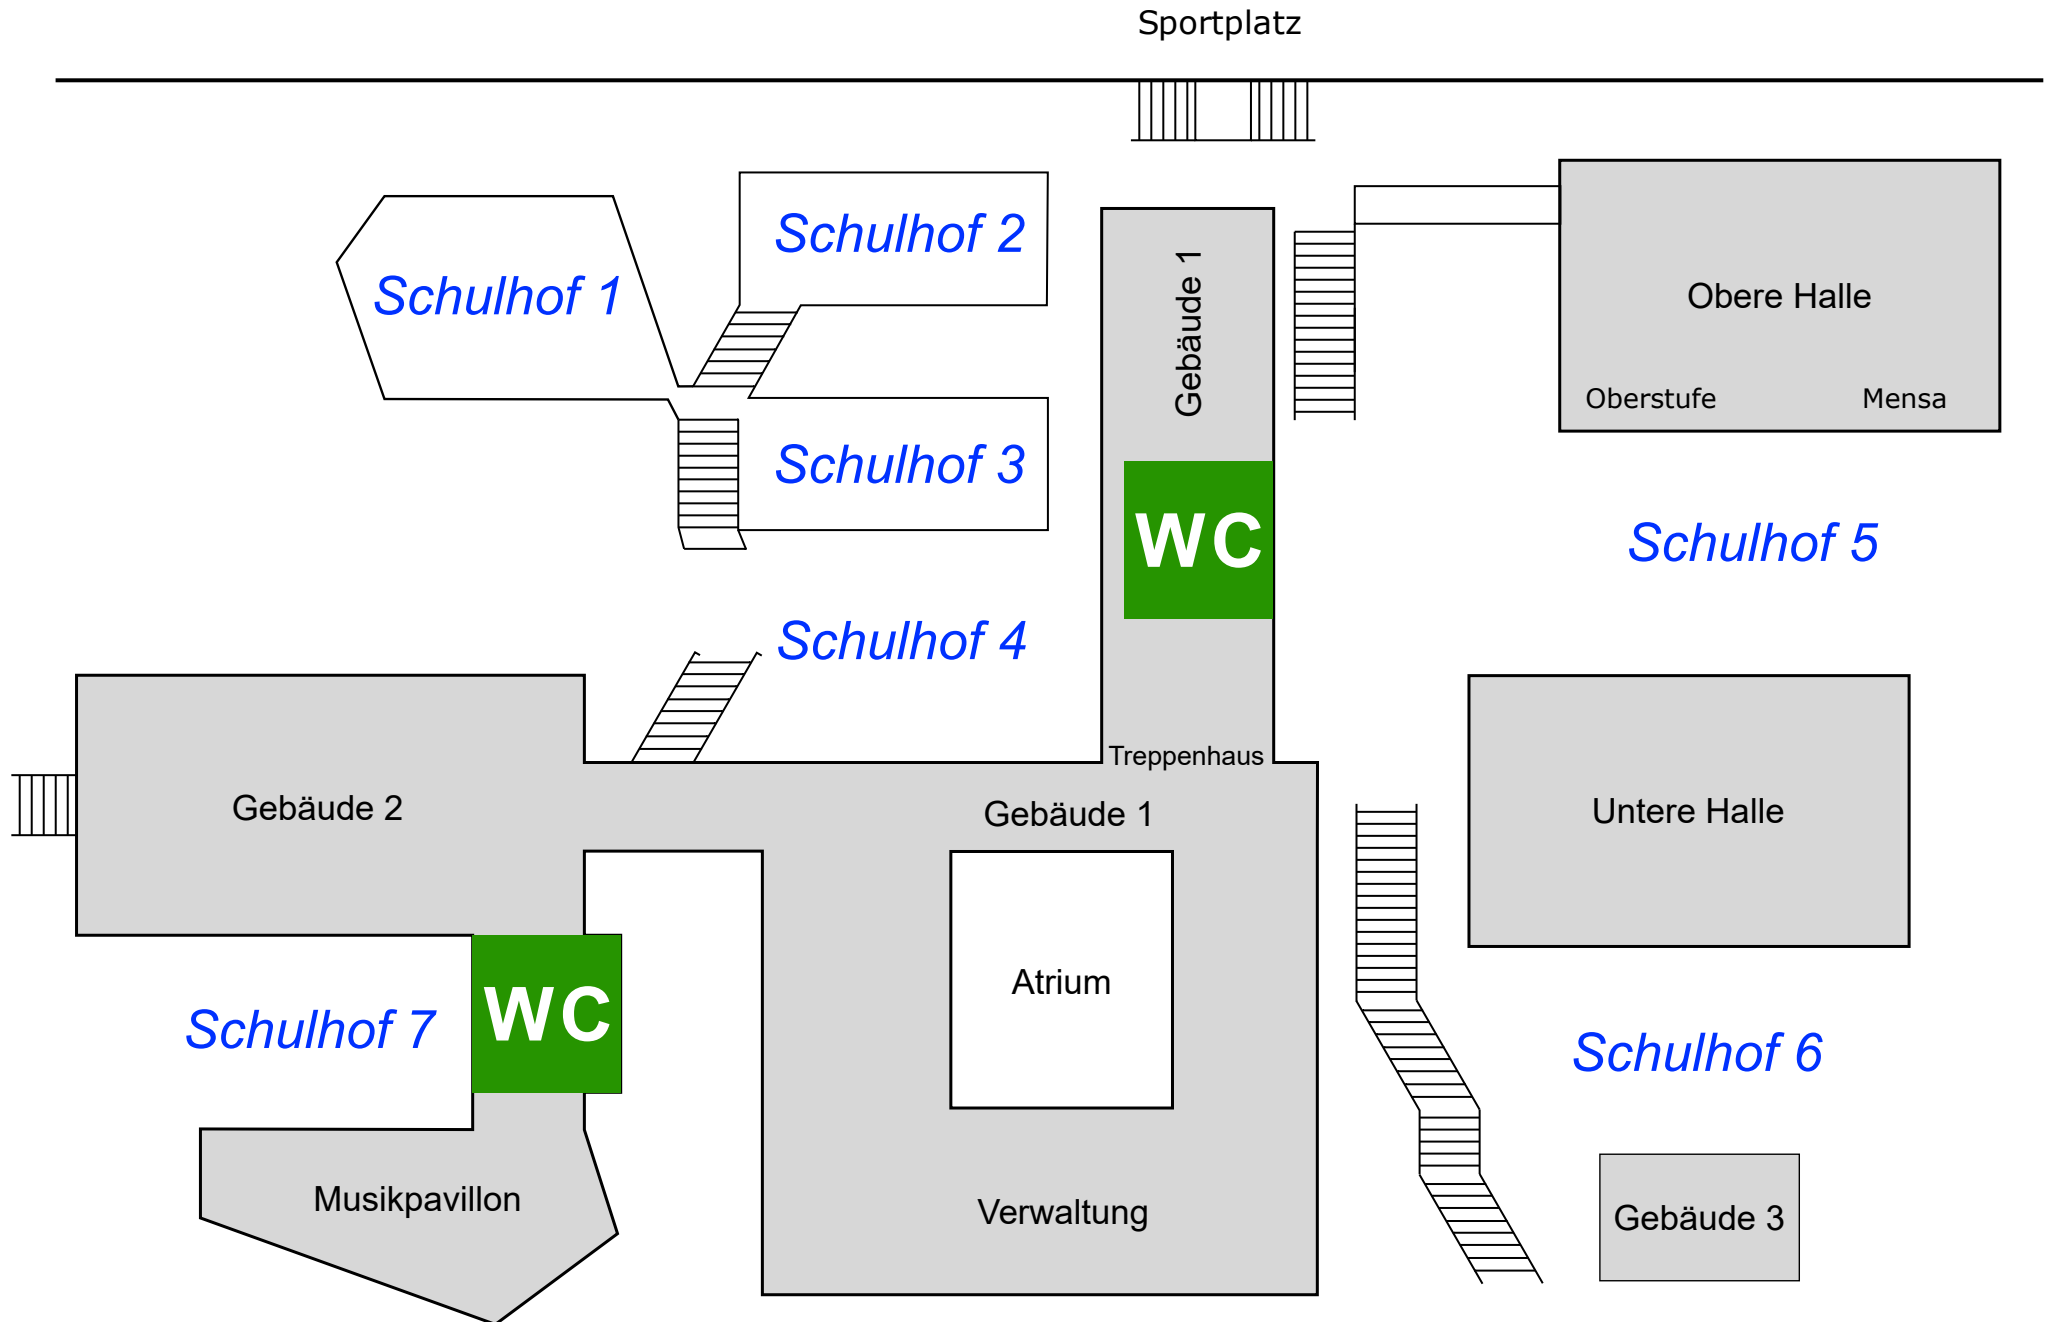 Sportplatz
Schulhof 1
Schulhof 2
Gebäude 1
Obere Halle
Oberstufe
Mensa
Schulhof 3
WC
Schulhof 5
Schulhof 4
Treppenhaus
Gebäude 2
Gebäude 1
Untere Halle
Atrium
WC
Schulhof 7
Schulhof 6
Musikpavillon
Verwaltung
Gebäude 3